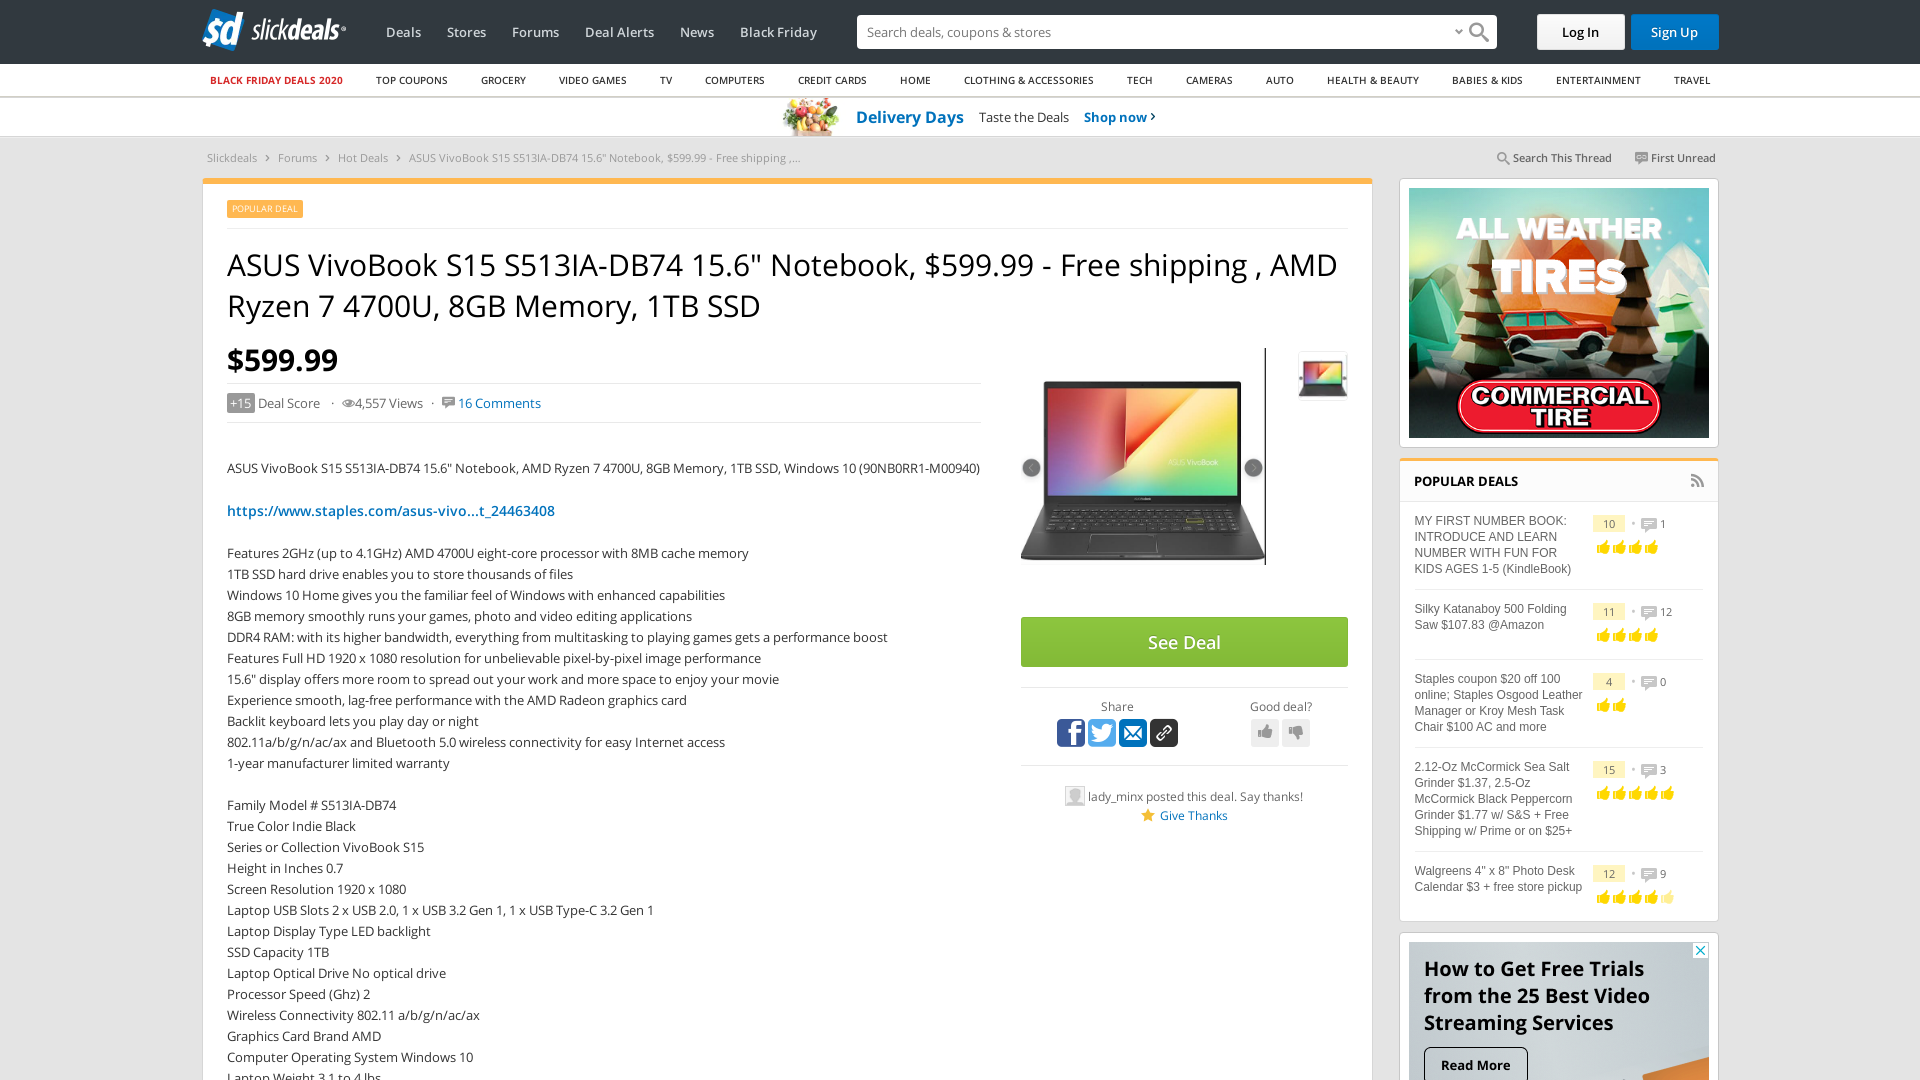 slickdeals
Deals
Stores
Forums
Deal Alerts
News
Black Friday
Search deals, coupons & stores
Log In
Sign Up
BLACK FRIDAY DEALS 2020
TOP COUPONS
GROCERY
VIDEO GAMES
TV
COMPUTERS
CREDIT CARDS
HOME
CLOTHING & ACCESSORIES
TECH
CAMERAS
AUTO
HEALTH & BEAUTY
BABIES & KIDS
ENTERTAINMENT
TRAVEL
Delivery Days Taste the Deals Shop now ›
Slickdeals › Forums › Hot Deals › ASUS VivoBook S15 S513IA-DB74 15.6" Notebook, $599.99 - Free shipping ,...
Search This Thread
First Unread
POPULAR DEAL
ASUS VivoBook S15 S513IA-DB74 15.6" Notebook, $599.99 - Free shipping , AMD
Ryzen 7 4700U, 8GB Memory, 1TB SSD
$599.99
+15 Deal Score · 4,557 Views · 16 Comments
ASUS VivoBook S15 S513IA-DB74 15.6" Notebook, AMD Ryzen 7 4700U, 8GB Memory, 1TB SSD, Windows 10 (90NB0RR1-M00940)
https://www.staples.com/asus-vivo...t_24463408
Features 2GHz (up to 4.1GHz) AMD 4700U eight-core processor with 8MB cache memory
1TB SSD hard drive enables you to store thousands of files
Windows 10 Home gives you the familiar feel of Windows with enhanced capabilities
8GB memory smoothly runs your games, photo and video editing applications
DDR4 RAM: with its higher bandwidth, everything from multitasking to playing games gets a performance boost
Features Full HD 1920 x 1080 resolution for unbelievable pixel-by-pixel image performance
15.6" display offers more room to spread out your work and more space to enjoy your movie
Experience smooth, lag-free performance with the AMD Radeon graphics card
Backlit keyboard lets you play day or night
802.11a/b/g/n/ac/ax and Bluetooth 5.0 wireless connectivity for easy Internet access
1-year manufacturer limited warranty
Family Model # S513IA-DB74
True Color Indie Black
Series or Collection VivoBook S15
Height in Inches 0.7
Screen Resolution 1920 x 1080
Laptop USB Slots 2 x USB 2.0, 1 x USB 3.2 Gen 1, 1 x USB Type-C 3.2 Gen 1
Laptop Display Type LED backlight
SSD Capacity 1TB
Laptop Optical Drive No optical drive
Processor Speed (Ghz) 2
Wireless Connectivity 802.11 a/b/g/n/ac/ax
Graphics Card Brand AMD
Computer Operating System Windows 10
Laptop Weight 3.1 to 4 lbs.
ASUS VivoBook
See Deal
Share
Good deal?
lady_minx posted this deal. Say thanks!
Give Thanks
ALL WEATHER
TIRES
COMMERCIAL
TIRE
POPULAR DEALS
MY FIRST NUMBER BOOK:
INTRODUCE AND LEARN
NUMBER WITH FUN FOR
KIDS AGES 1-5 (KindleBook)
10 • 1
Silky Katanaboy 500 Folding
Saw $107.83 @Amazon
11 • 12
Staples coupon $20 off 100
online; Staples Osgood Leather
Manager or Kroy Mesh Task
Chair $100 AC and more
4 • 0
2.12-Oz McCormick Sea Salt
Grinder $1.37, 2.5-Oz
McCormick Black Peppercorn
Grinder $1.77 w/ S&S + Free
Shipping w/ Prime or on $25+
15 • 3
Walgreens 4" x 8" Photo Desk
Calendar $3 + free store pickup
12 • 9
How to Get Free Trials
from the 25 Best Video
Streaming Services
Read More